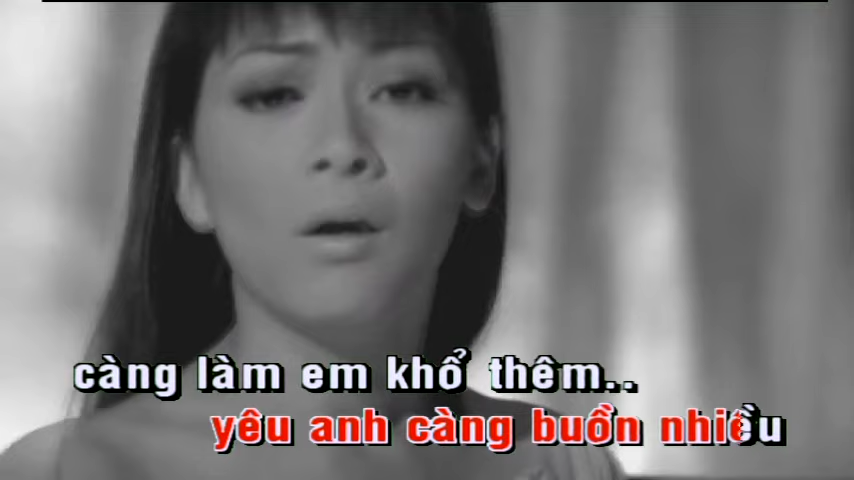 càng làm em khổ thêm..
yêu anh càng buồn nhiều